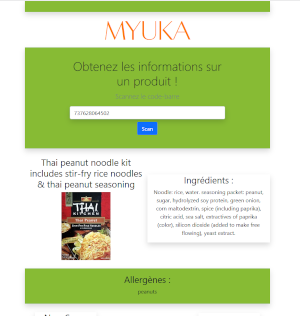 MYUKA
Obtenez les informations sur
un produit !
Scannez le code-barre
737628064502
Scan
Thai peanut noodle kit
includes stir-fry rice noodles
& thai peanut seasoning
THAI
KITCHEN
Thai Peanut
Ingrédients :
Noodle: rice, water. seasoning packet: peanut,
sugar, hydrolyzed soy protein, green onion,
corn maltodextrin, spice (including paprika),
citric acid, sea salt, extractives of paprika
(color), silicon dioxide (added to make free
flowing), yeast extract.
Allergènes :
peanuts